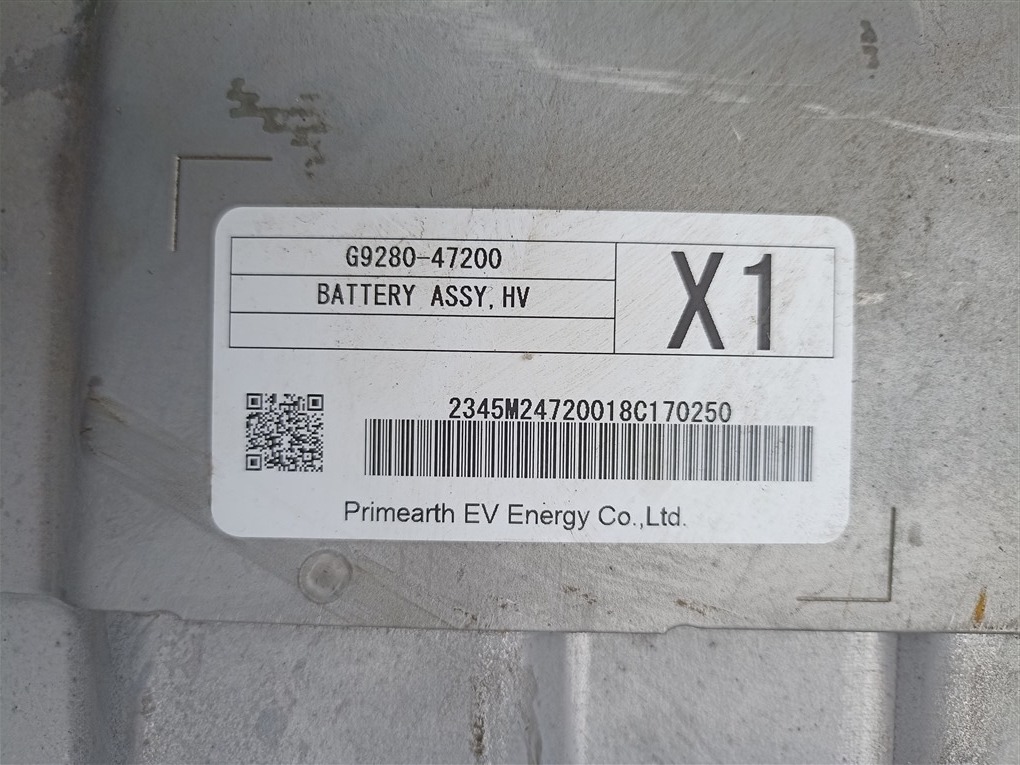 G9280-47200
BATTERY ASSY,HV
X1
2345M24720018C170250
Primearth EV Energy Co.,Ltd.